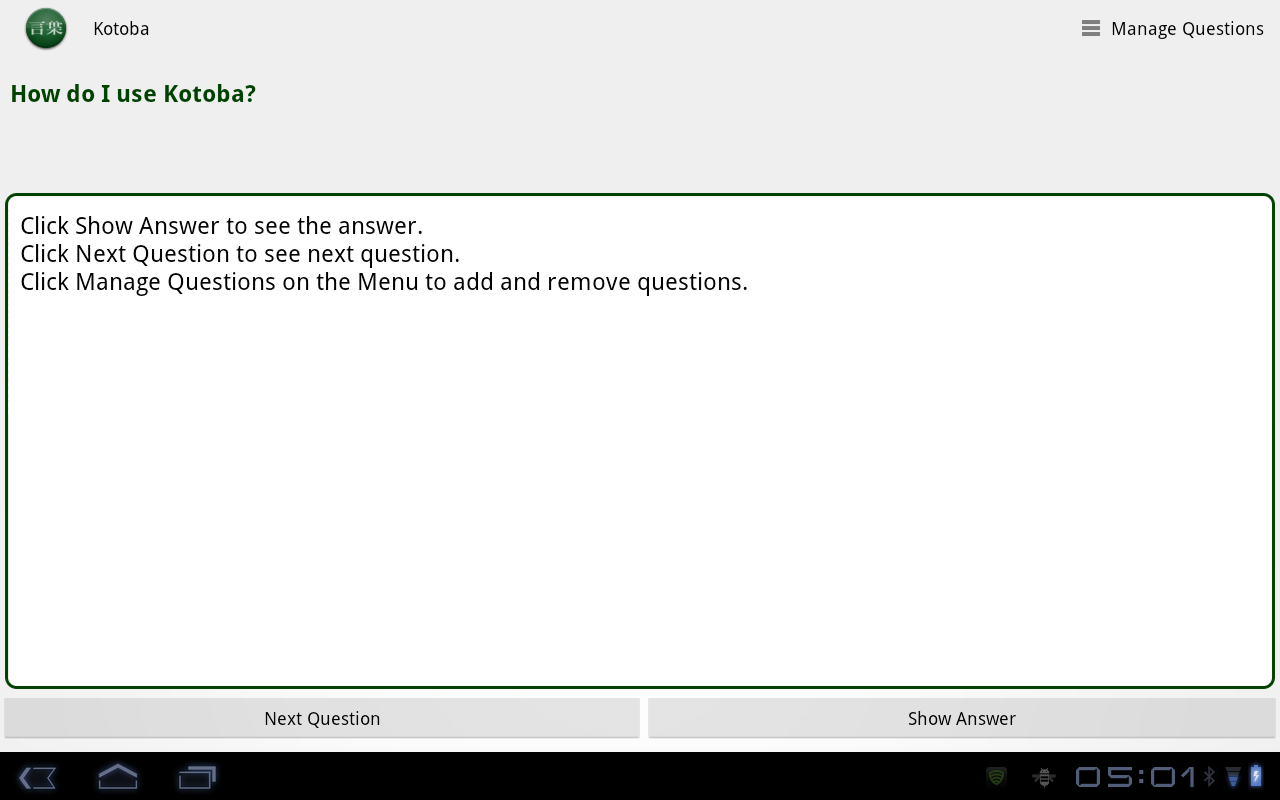 言葉
Kotoba
Manage Questions
How do I use Kotoba?
Click Show Answer to see the answer.
Click Next Question to see next question.
Click Manage Questions on the Menu to add and remove questions.
Next Question
Show Answer
05:01